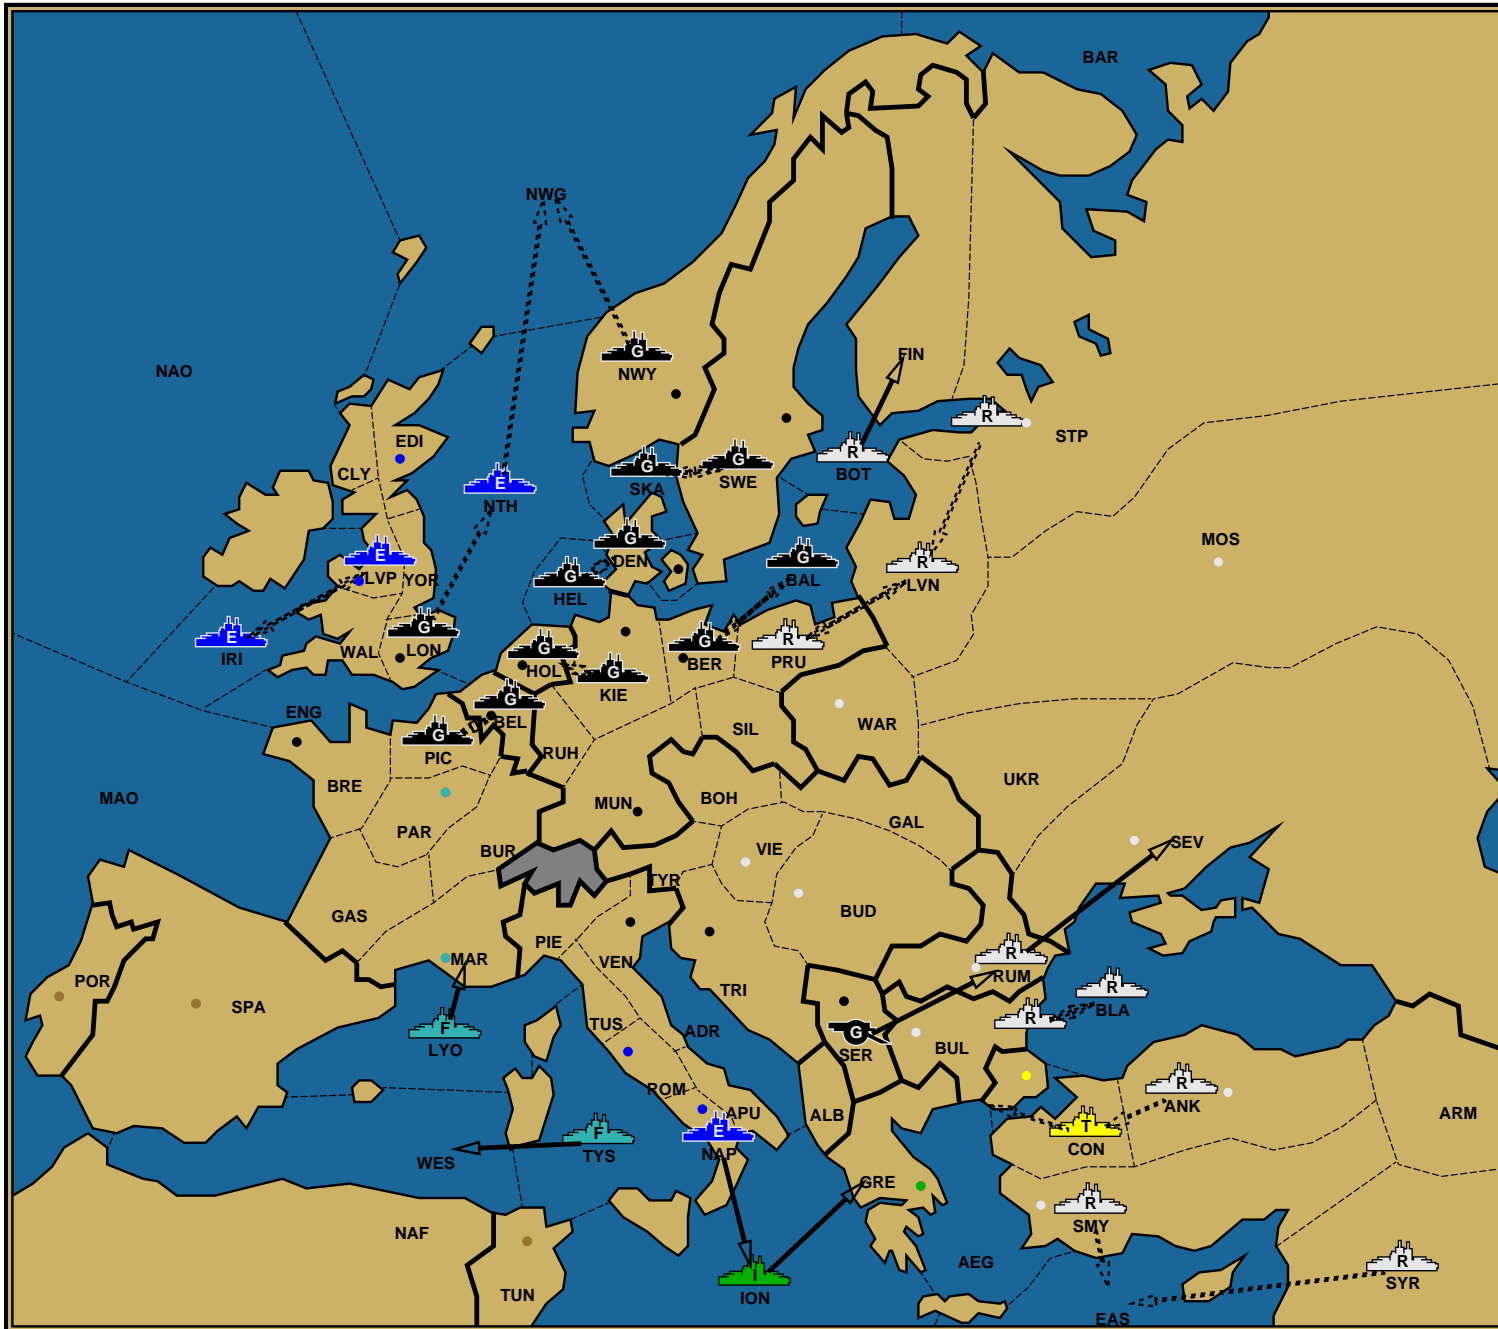 BAR
NWG
NAO
G
NWY
FIN
R
STP
EDI
CLY
E
NTH
G
SKA
G
SWE
R
BOT
MOS
E
LVP
YOR
G
DEN
G
HEL
G
BAL
R
LVN
E
IRI
WAL
G
LON
G
HOL
G
KIE
G
BER
R
PRU
ENG
G
BEL
G
PIC
RUH
SIL
WAR
UKR
BRE
MAO
PAR
MUN
BOH
GAL
BUR
VIE
SEV
TYR
GAS
BUD
PIE
MAR
VEN
POR
SPA
TRI
R
RUM
R
BLA
F
LYO
TUS
ADR
G
SER
R
BUL
ROM
APU
ALB
R
ANK
ARM
T
CON
F
TYS
WES
E
NAP
GRE
R
SMY
NAF
AEG
I
ION
TUN
R
SYR
EAS